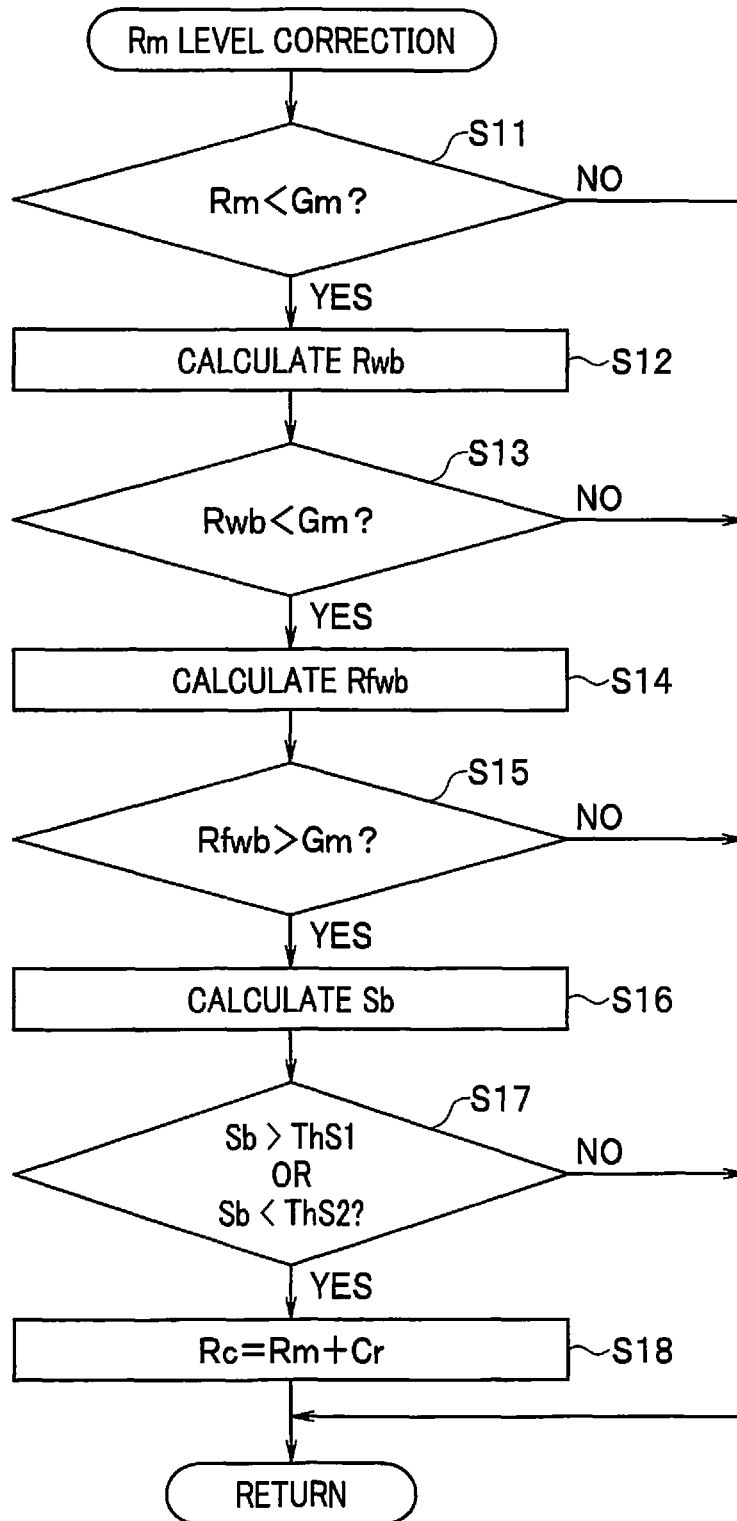 Rm LEVEL CORRECTION
S11
Rm<Gm?
NO
YES
CALCULATE Rwb
S12
S13
Rwb<Gm?
NO
YES
CALCULATE Rfwb
S14
S15
Rfwb>Gm?
NO
YES
CALCULATE Sb
S16
S17
Sb > ThS1
OR
Sb < ThS2?
NO
YES
Rc=Rm+Cr
S18
RETURN